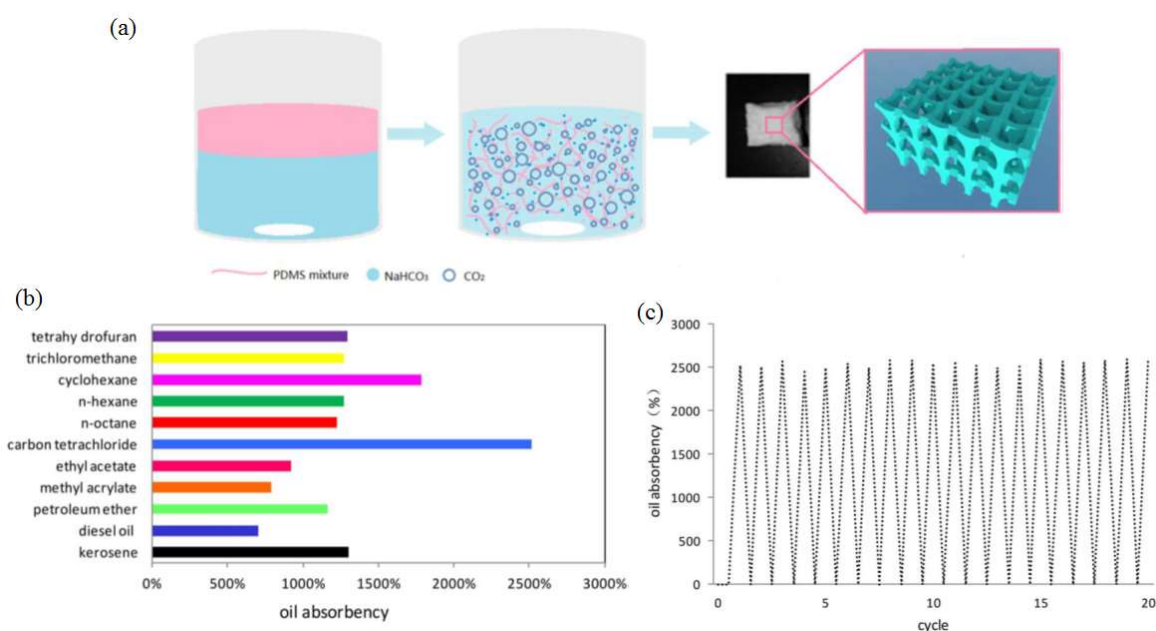 (a)
PDMS mixture NaHCO₃ CO₂
(b)
tetrahy drofuran
trichloromethane
cyclohexane
n-hexane
n-octane
carbon tetrachloride
ethyl acetate
methyl acrylate
petroleum ether
diesel oil
kerosene
0% 500% 1000% 1500% 2000% 2500% 3000%
oil absorbency
(c)
oil absorbency (%)
3000
2500
2000
1500
1000
500
0
0 5 10 15 20
cycle